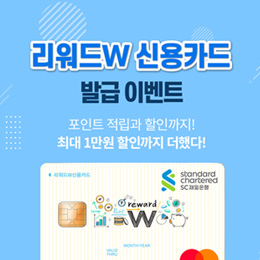 리워드W 신용카드
발급 이벤트
포인트 적립과 할인까지!
최대 1만원 할인까지 더했다!
리워드W신용카드
standard
chartered
SC제일은행
reward
W
MONTH/YEAR
VALID
THRU